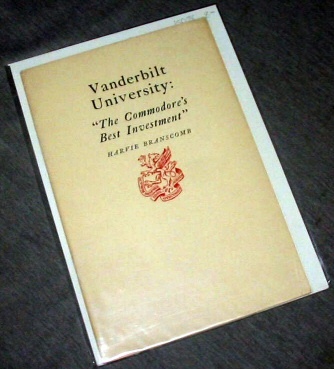 Vanderbilt
University:
"The Commodore's
Best Investment"
HARVIE BRANSCOMB